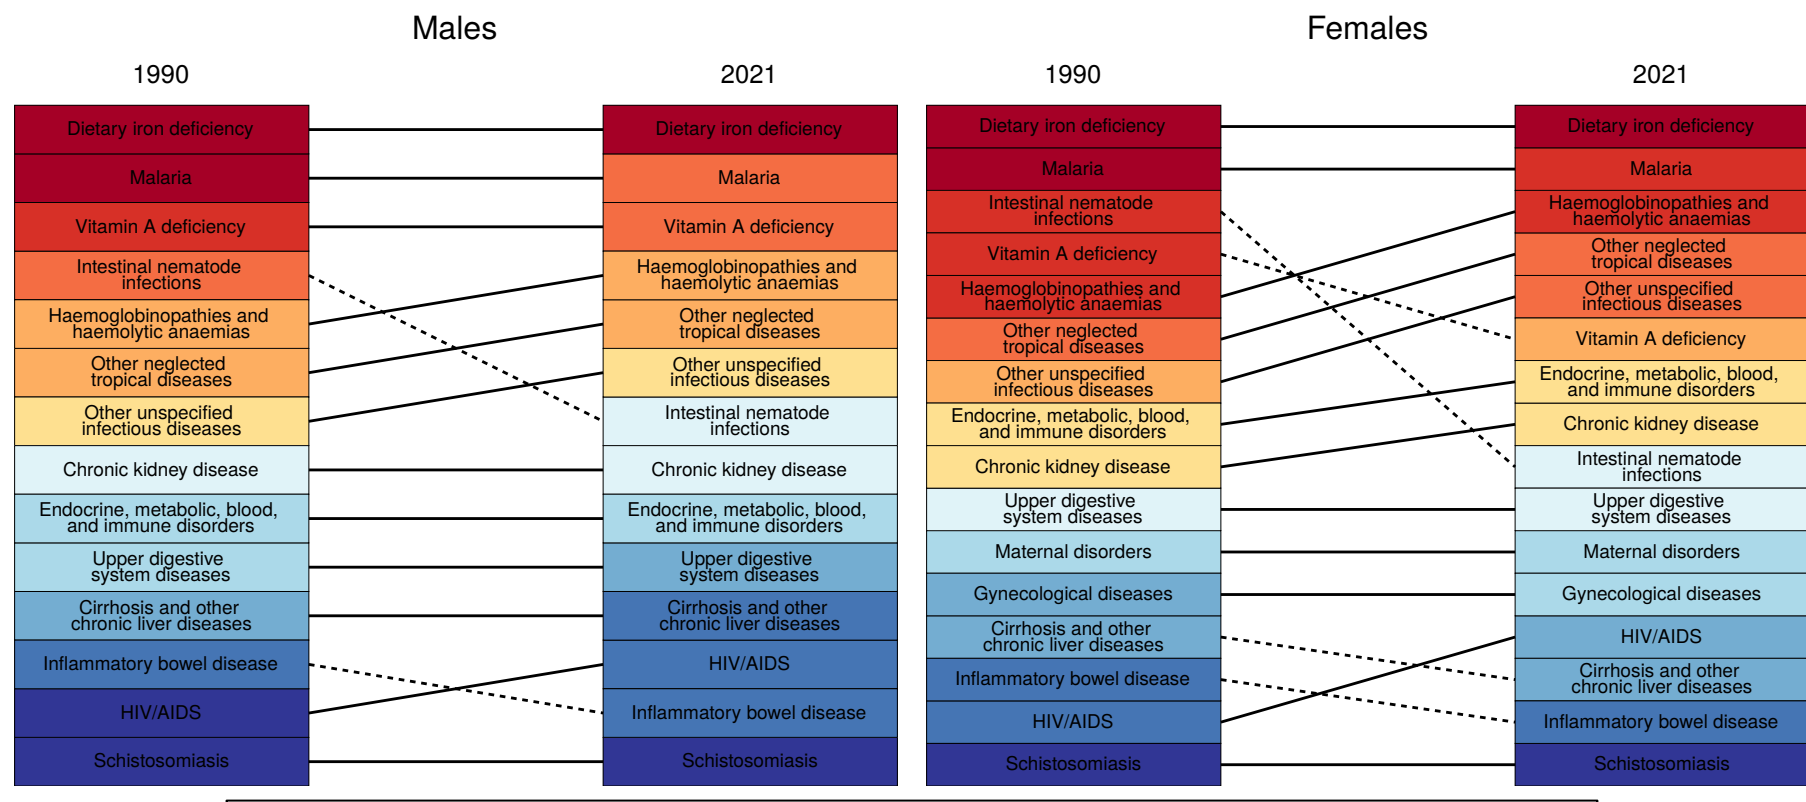 Males
1990
2021
Dietary iron deficiency
Malaria
Vitamin A deficiency
Intestinal nematode
infections
Haemoglobinopathies and
haemolytic anaemias
Other neglected
tropical diseases
Other unspecified
infectious diseases
Chronic kidney disease
Endocrine, metabolic, blood,
and immune disorders
Upper digestive
system diseases
Cirrhosis and other
chronic liver diseases
Inflammatory bowel disease
HIV/AIDS
Schistosomiasis
Dietary iron deficiency
Malaria
Vitamin A deficiency
Haemoglobinopathies and
haemolytic anaemias
Other neglected
tropical diseases
Other unspecified
infectious diseases
Intestinal nematode
infections
Chronic kidney disease
Endocrine, metabolic, blood,
and immune disorders
Upper digestive
system diseases
Cirrhosis and other
chronic liver diseases
HIV/AIDS
Inflammatory bowel disease
Schistosomiasis
Females
1990
2021
Dietary iron deficiency
Malaria
Intestinal nematode
infections
Vitamin A deficiency
Haemoglobinopathies and
haemolytic anaemias
Other neglected
tropical diseases
Other unspecified
infectious diseases
Endocrine, metabolic, blood,
and immune disorders
Chronic kidney disease
Upper digestive
system diseases
Maternal disorders
Gynecological diseases
Cirrhosis and other
chronic liver diseases
Inflammatory bowel disease
HIV/AIDS
Schistosomiasis
Dietary iron deficiency
Malaria
Haemoglobinopathies and
haemolytic anaemias
Other neglected
tropical diseases
Other unspecified
infectious diseases
Vitamin A deficiency
Endocrine, metabolic, blood,
and immune disorders
Chronic kidney disease
Intestinal nematode
infections
Upper digestive
system diseases
Maternal disorders
Gynecological diseases
HIV/AIDS
Cirrhosis and other
chronic liver diseases
Inflammatory bowel disease
Schistosomiasis